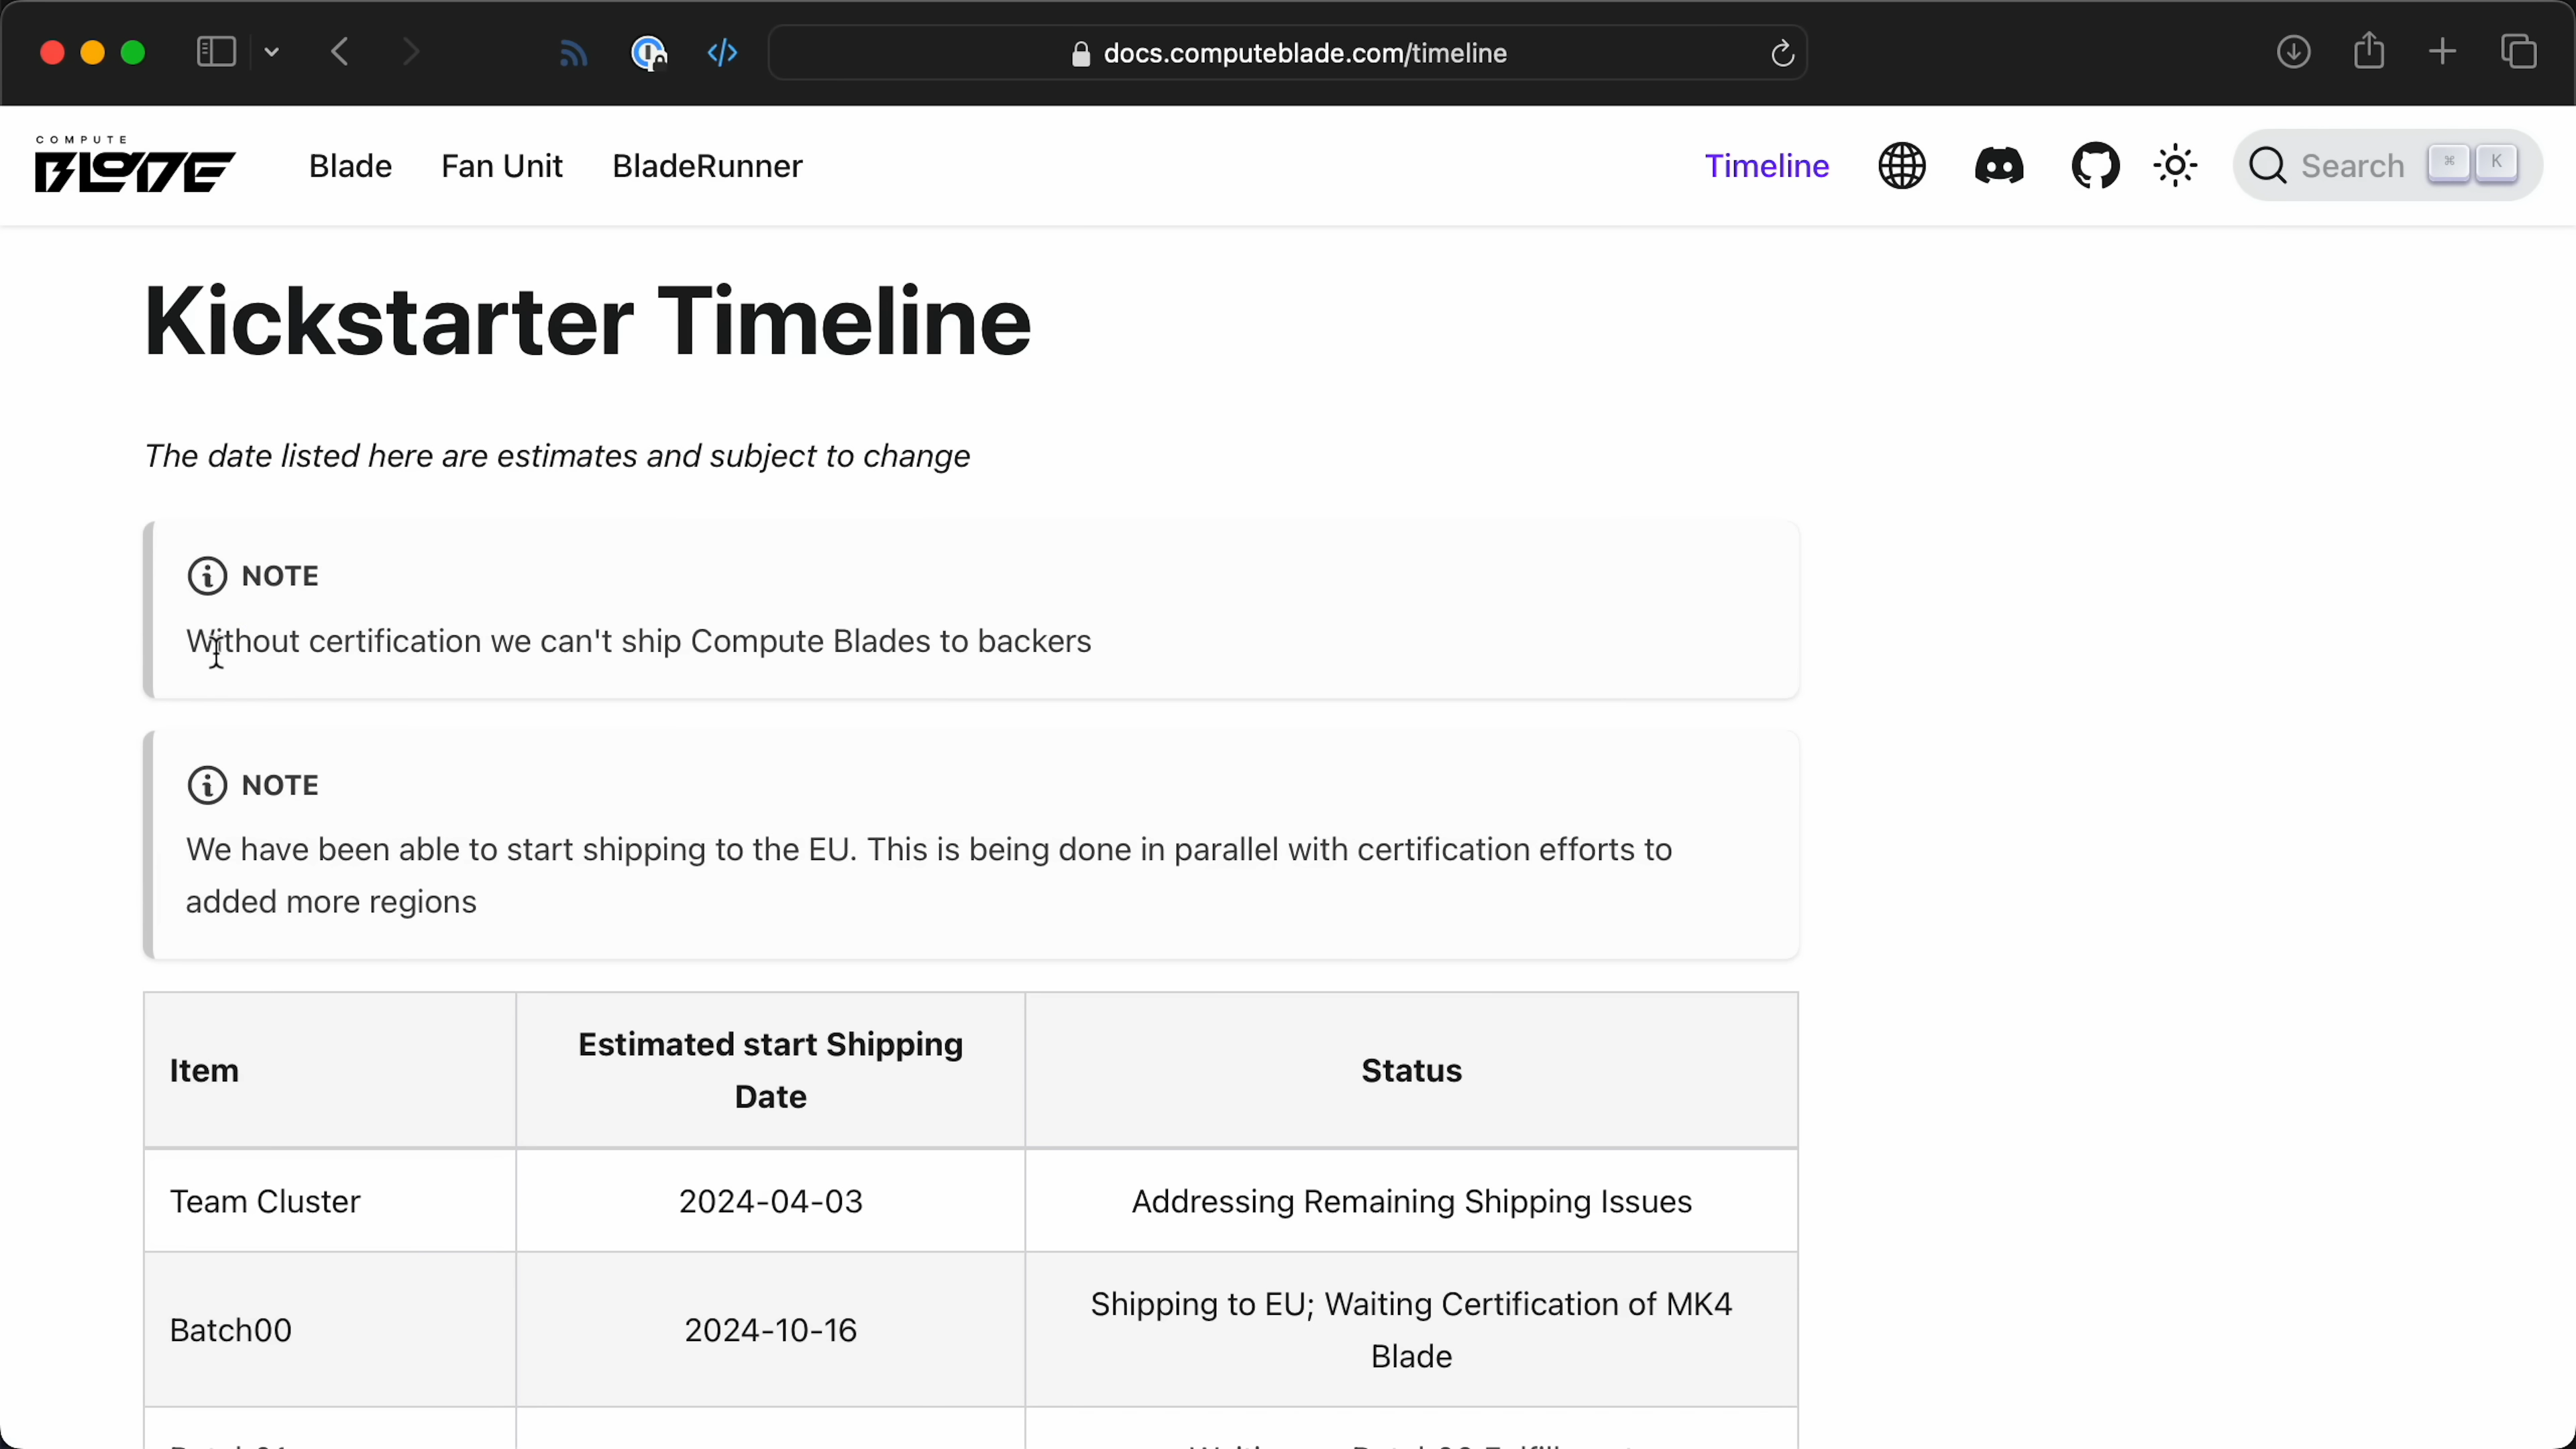 docs.computeblade.com/timeline
COMPUTE
BLADE
Blade
Fan Unit
BladeRunner
Timeline
Search
⌘ K
Kickstarter Timeline
The date listed here are estimates and subject to change
NOTE
Without certification we can't ship Compute Blades to backers
NOTE
We have been able to start shipping to the EU. This is being done in parallel with certification efforts to
added more regions
Item
Estimated start Shipping
Date
Status
Team Cluster
2024-04-03
Addressing Remaining Shipping Issues
Batch00
2024-10-16
Shipping to EU; Waiting Certification of MK4
Blade